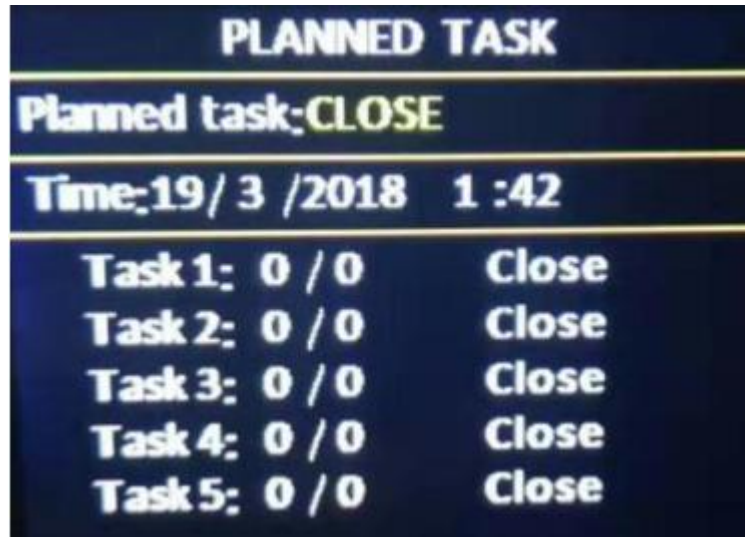 PLANNED TASK
Planned task:CLOSE
Time:19/ 3 /2018 1 :42
Task 1: 0 / 0 Close
Task 2: 0 / 0 Close
Task 3: 0 / 0 Close
Task 4: 0 / 0 Close
Task 5: 0 / 0 Close